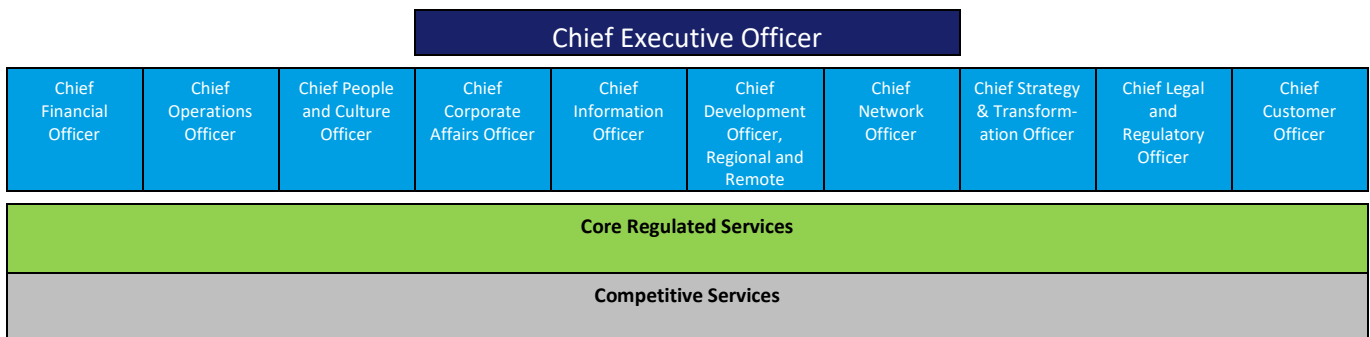 Chief Executive Officer
Chief
Financial
Officer
Chief
Operations
Officer
Chief People
and Culture
Officer
Chief
Corporate
Affairs Officer
Chief
Information
Officer
Chief
Development
Officer,
Regional and
Remote
Chief
Network
Officer
Chief Strategy
& Transform-
ation Officer
Chief Legal
and
Regulatory
Officer
Chief
Customer
Officer
Core Regulated Services
Competitive Services